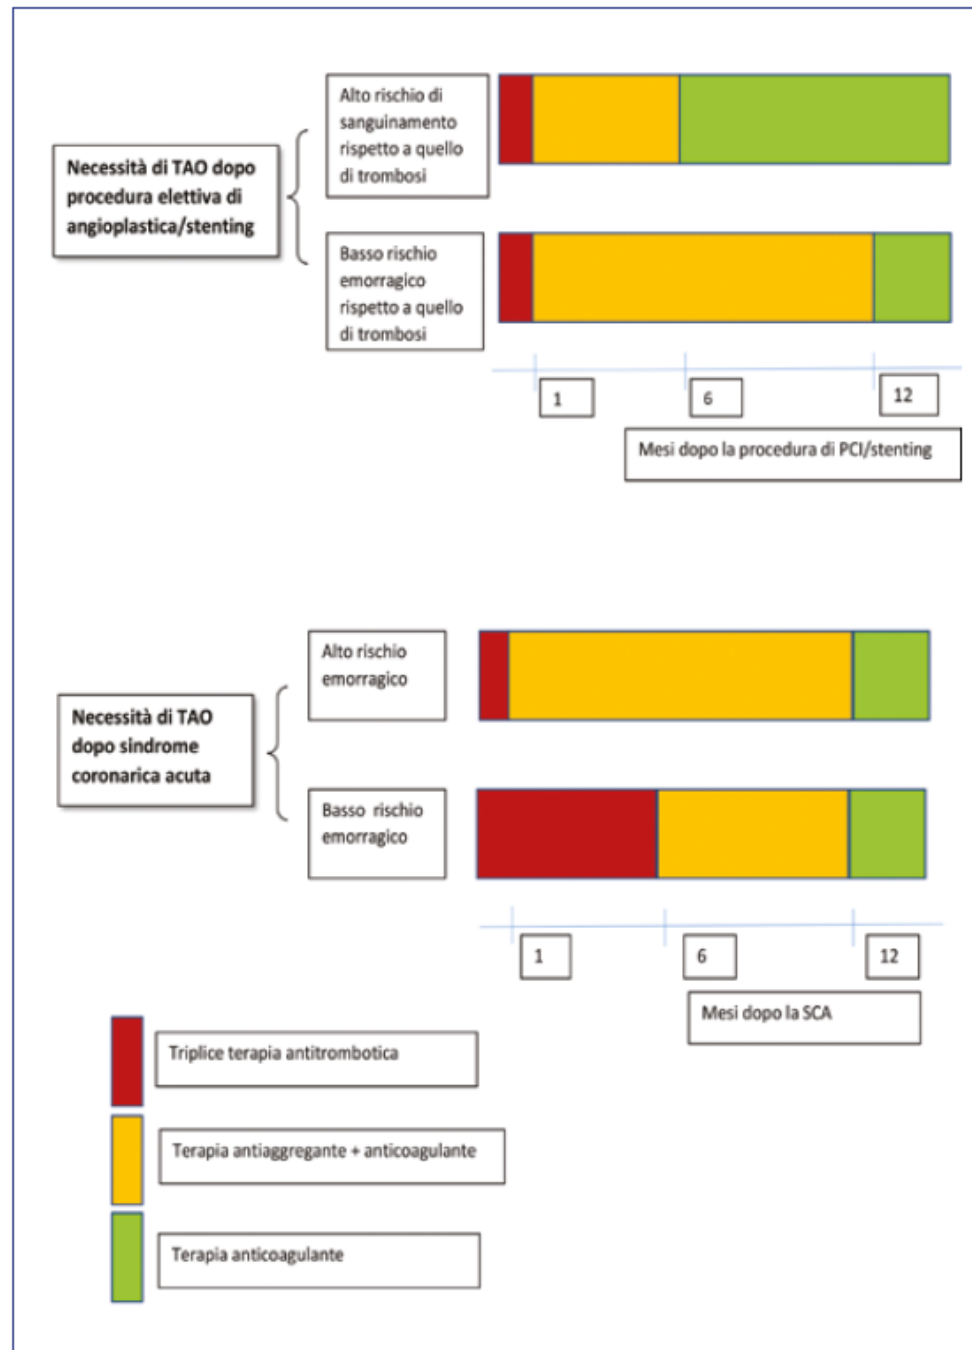 Necessità di TAO dopo
procedura elettiva di
angioplastica/stenting
Alto rischio di
sanguinamento
rispetto a quello
di trombosi
Basso rischio
emorragico
rispetto a quello
di trombosi
1
6
12
Mesi dopo la procedura di PCI/stenting
Necessità di TAO
dopo sindrome
coronarica acuta
Alto rischio
emorragico
Basso rischio
emorragico
1
6
12
Mesi dopo la SCA
Triplice terapia antitrombotica
Terapia antiaggregante + anticoagulante
Terapia anticoagulante